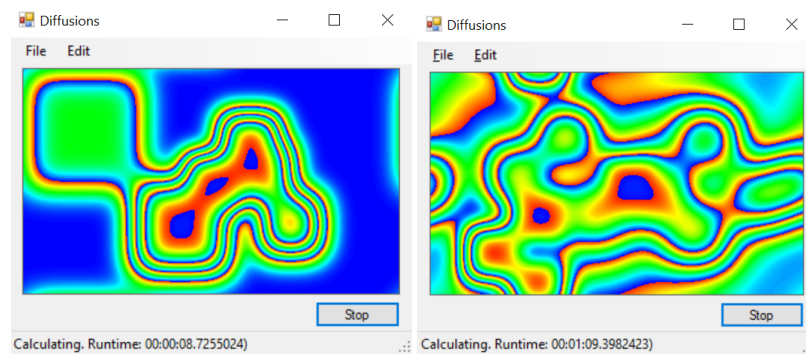 Diffusions
File Edit
Stop
Calculating. Runtime: 00:00:08.7255024)
Diffusions
File Edit
Stop
Calculating. Runtime: 00:01:09.3982423)